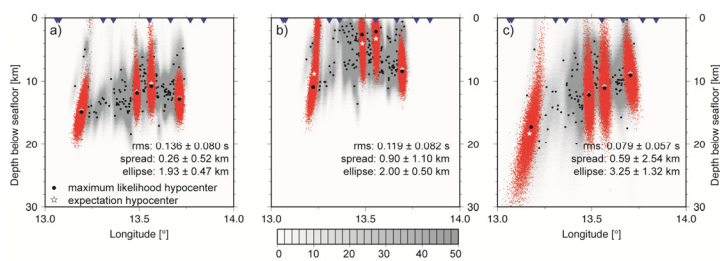 a)
b)
c)
0
10
20
30
Depth below seafloor [km]
rms: 0.136 ± 0.080 s
spread: 0.26 ± 0.52 km
ellipse: 1.93 ± 0.47 km
● maximum likelihood hypocenter
☆ expectation hypocenter
13.0 13.5 14.0
Longitude [°]
0
10
20
30
rms: 0.119 ± 0.082 s
spread: 0.90 ± 1.10 km
ellipse: 2.00 ± 0.50 km
13.5
0 10 20 30 40 50
0
10
20
30
Depth below seafloor [km]
rms: 0.079 ± 0.057 s
spread: 0.59 ± 2.54 km
ellipse: 3.25 ± 1.32 km
13.0 13.5 14.0
Longitude [°]